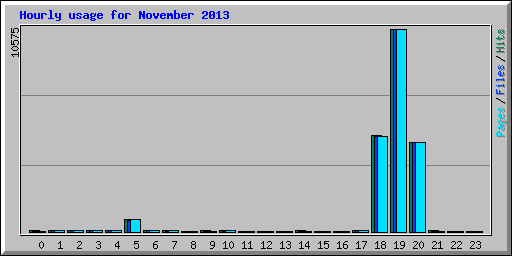 Hourly usage for November 2013
10575
Pages/Files/Hits
0 1 2 3 4 5 6 7 8 9 10 11 12 13 14 15 16 17 18 19 20 21 22 23